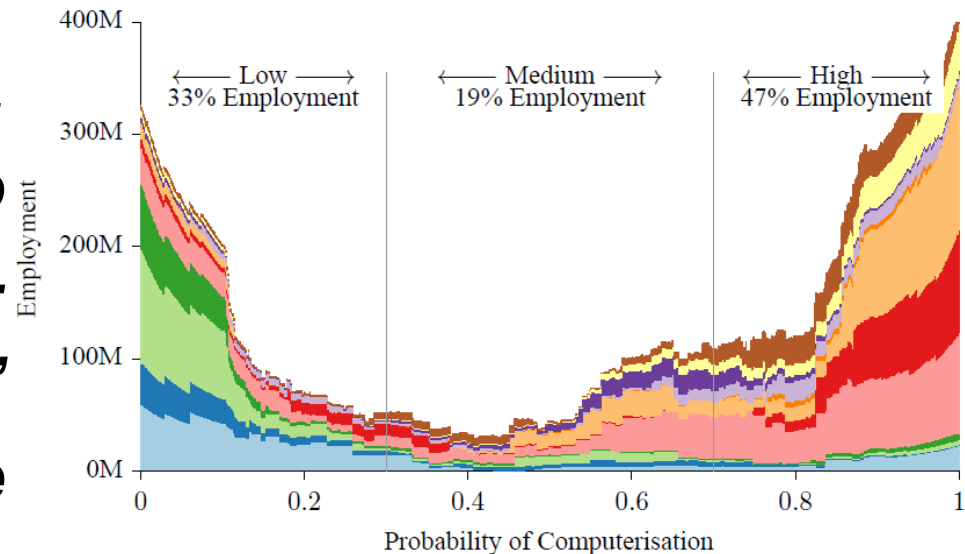 400M
300M
200M
100M
0M
Employment
Low
33% Employment
Medium
19% Employment
High
47% Employment
0
0.2
0.4
0.6
0.8
1
Probability of Computerisation